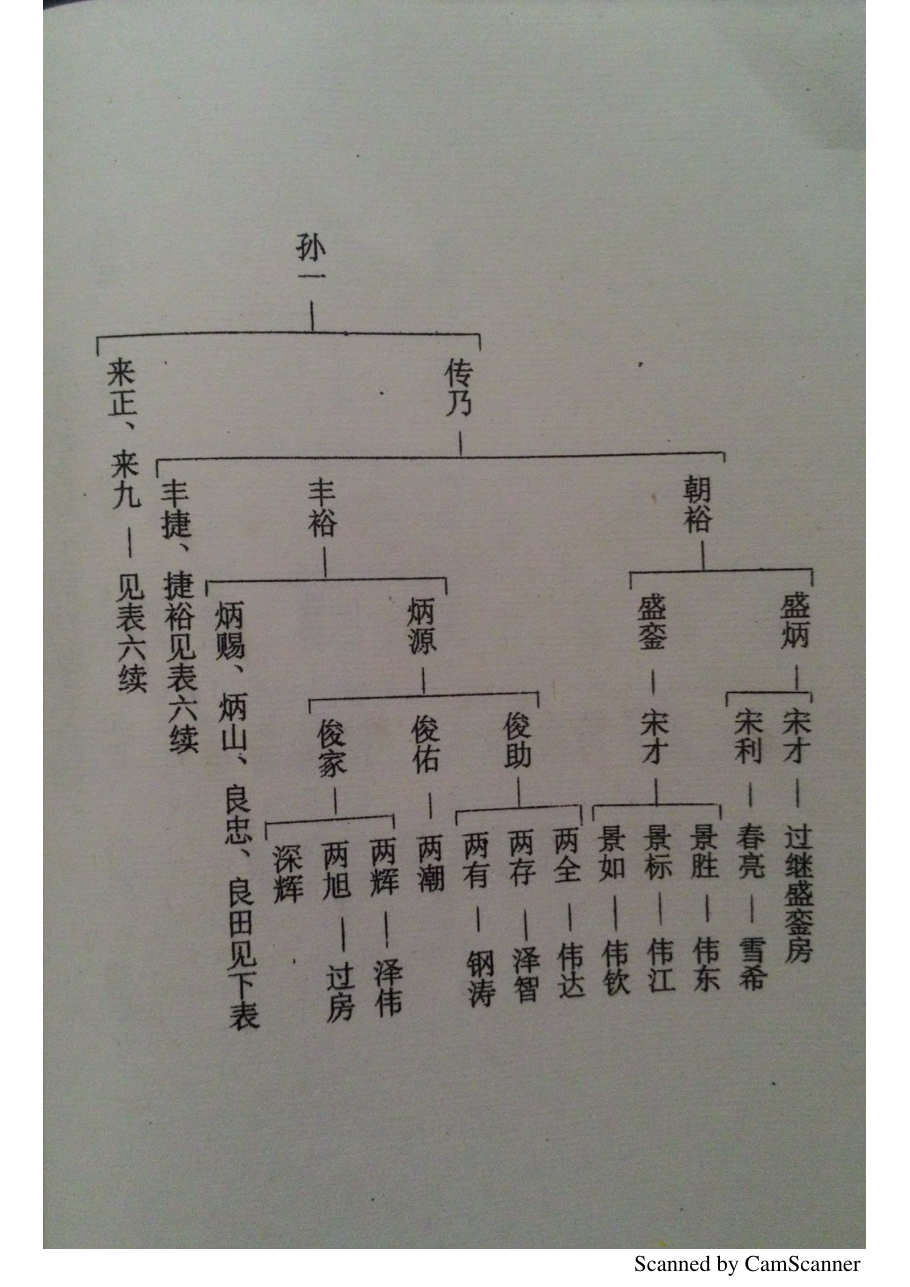 孙一
传乃
来正、来九—见表六续
朝裕
丰裕
丰捷、捷裕见表六续
盛炳
盛銮
炳源
炳赐、炳山、良忠、良田见下表
宋才—过继盛銮房
宋利—春亮—雪希
宋才
景胜—伟东
景标—伟江
景如—伟钦
俊助
两全—伟达
两存—泽智
两有—钢涛
俊佑—两潮
俊家
两辉—泽伟
两旭—过房
深辉
Scanned by CamScanner